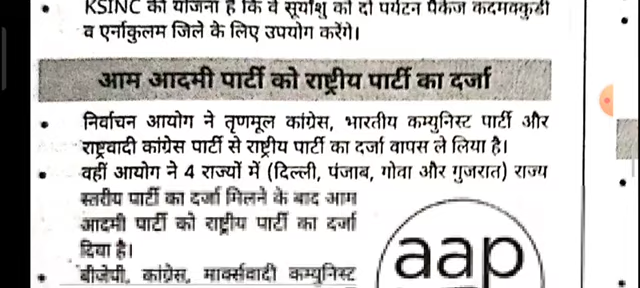 KSINC की योजना है कि वे सूर्यांशु को दो पर्यटन पैकेज कदमक्कुडी
व एर्नाकुलम जिले के लिए उपयोग करेंगे।
आम आदमी पार्टी को राष्ट्रीय पार्टी का दर्जा
निर्वाचन आयोग ने तृणमूल कांग्रेस, भारतीय कम्युनिस्ट पार्टी और
राष्ट्रवादी कांग्रेस पार्टी से राष्ट्रीय पार्टी का दर्जा वापस ले लिया है।
वहीं आयोग ने 4 राज्यों में (दिल्ली, पंजाब, गोवा और गुजरात) राज्य
स्तरीय पार्टी का दर्जा मिलने के बाद आम
आदमी पार्टी को राष्ट्रीय पार्टी का दर्जा
दिया है।
aap
बीजेपी, कांग्रेस, मार्क्सवादी कम्युनिस्ट